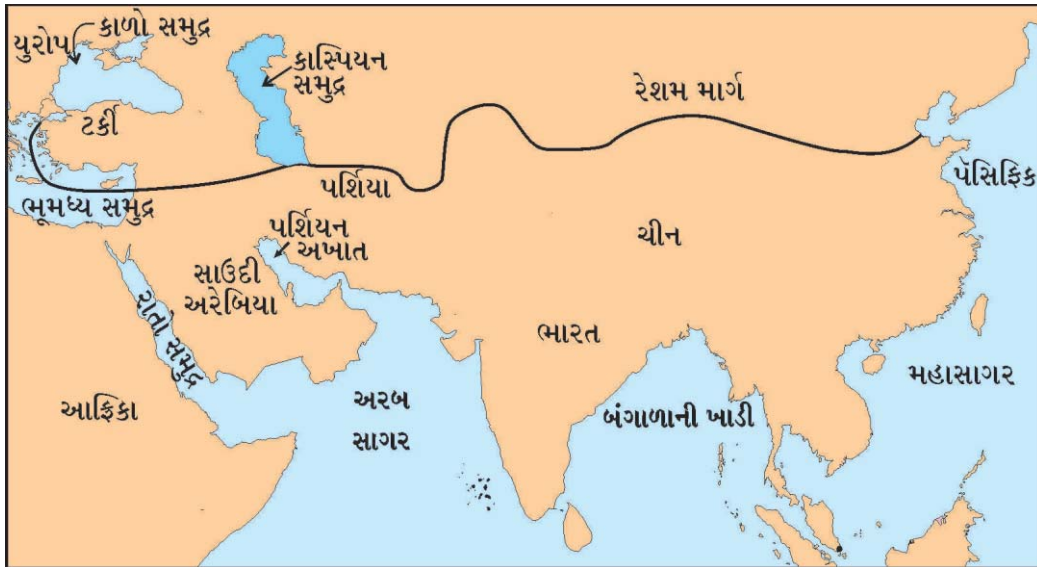 કાળો સમુદ્ર
યુરોપ
કાસ્પિયન
સમુદ્ર
રેશમ માર્ગ
ટર્કી
પર્શિયા
પૅસિફિક
ભૂમધ્ય સમુદ્ર
પર્શિયન
અખાત
ચીન
સાઉદી
અરેબિયા
રાતો સમુદ્ર
ભારત
મહાસાગર
આફ્રિકા
અરબ
સાગર
બંગાળાની ખાડી